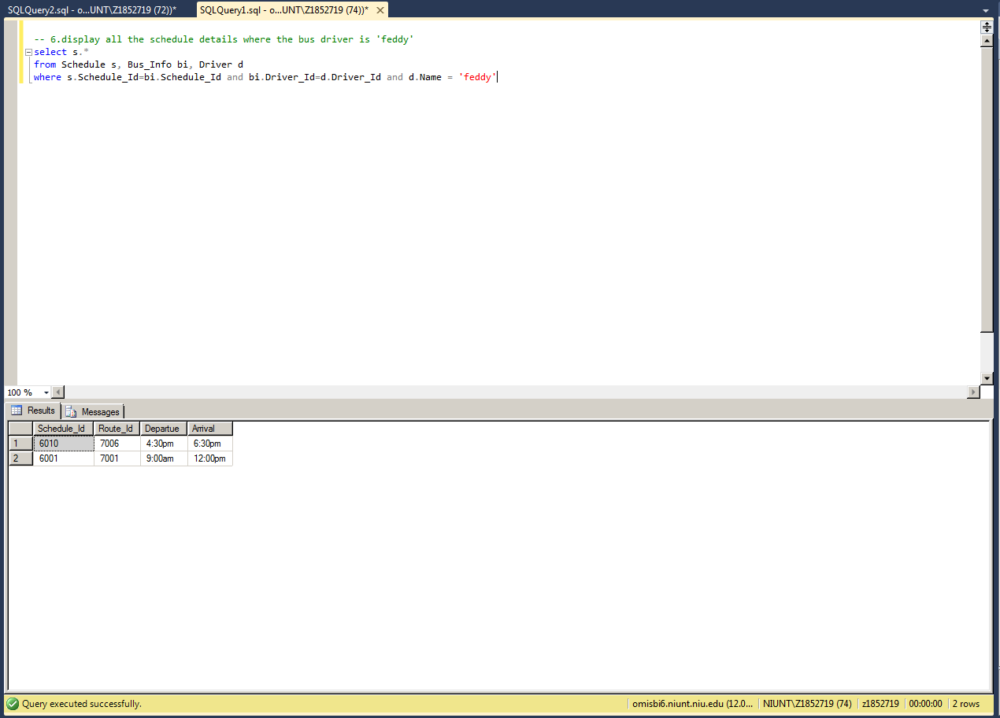 SQLQuery2.sql - o...UNT\Z1852719 (72))* SQLQuery1.sql - o...UNT\Z1852719 (74))*
-- 6.display all the schedule details where the bus driver is 'feddy'
select s.*
from Schedule s, Bus_Info bi, Driver d
where s.Schedule_Id=bi.Schedule_Id and bi.Driver_Id=d.Driver_Id and d.Name = 'feddy'
100 %
Results Messages
Schedule_Id Route_Id Departue Arrival
1 6010 7006 4:30pm 6:30pm
2 6001 7001 9:00am 12:00pm
Query executed successfully. omisbi6.niunt.niu.edu (12.0... NIUNT\Z1852719 (74) z1852719 00:00:00 2 rows